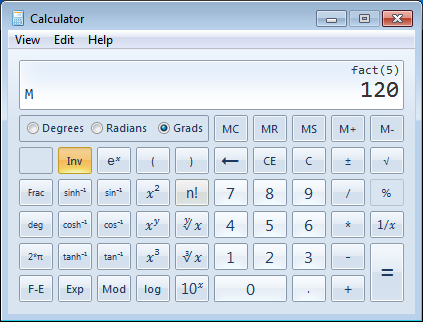 Calculator
View Edit Help
fact(5)
M 120
Degrees Radians Grads MC MR MS M+ M-
Inv eˣ ( ) ← CE C ± √
Frac sinh⁻¹ sin⁻¹ x² n! 7 8 9 / %
deg cosh⁻¹ cos⁻¹ xʸ ʸ√x 4 5 6 * 1/x
2*π tanh⁻¹ tan⁻¹ x³ ³√x 1 2 3 - =
F-E Exp Mod log 10ˣ 0 . +